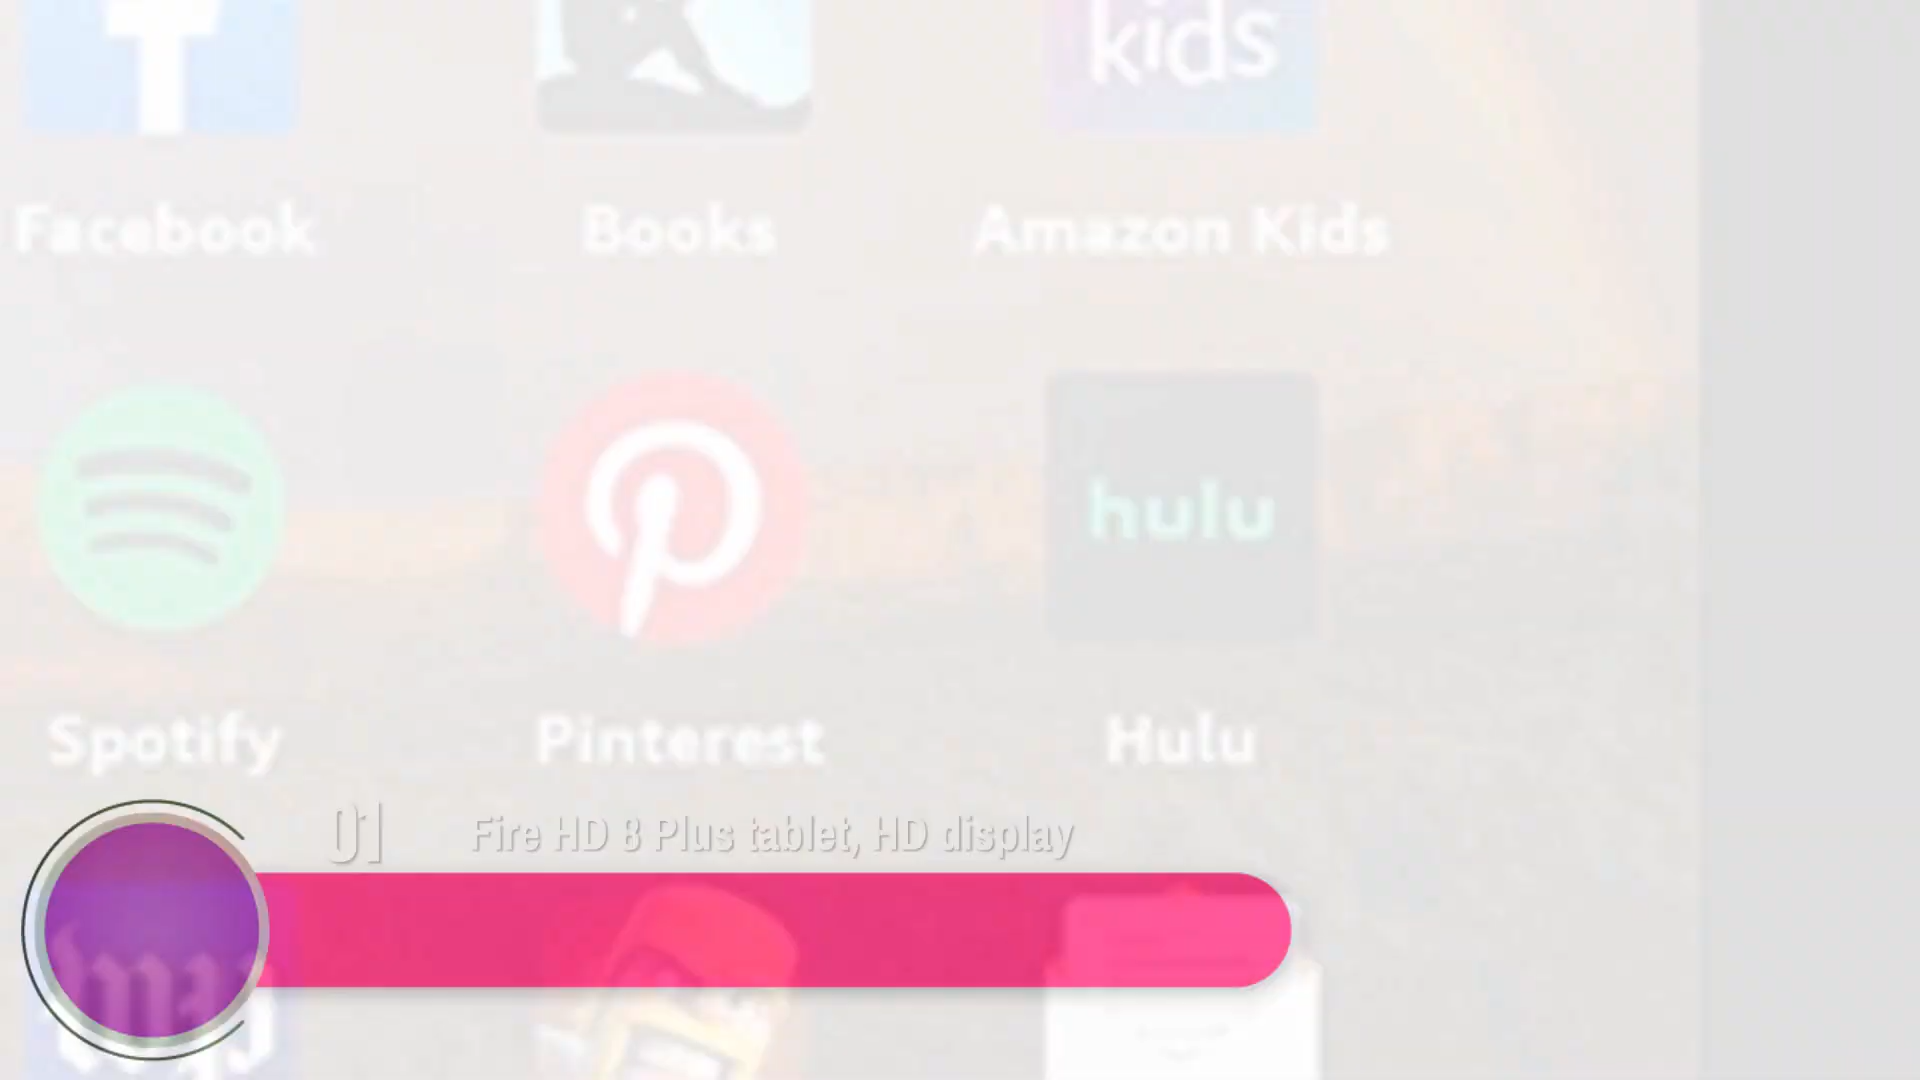 kids
Facebook Books Amazon Kids
hulu
Spotify Pinterest Hulu
01 Fire HD 8 Plus tablet, HD display